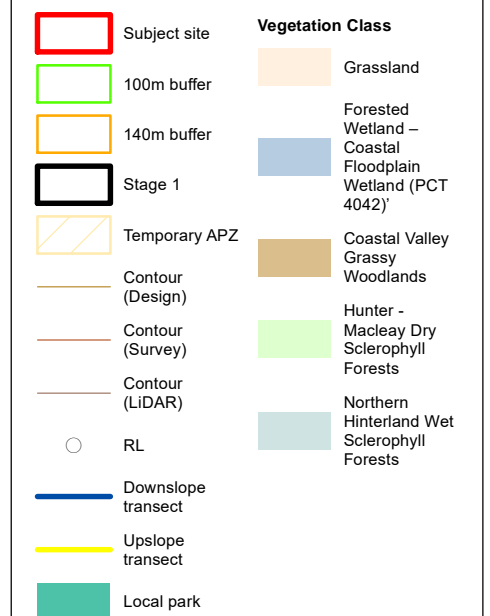 Subject site
100m buffer
140m buffer
Stage 1
Temporary APZ
Contour
(Design)
Contour
(Survey)
Contour
(LiDAR)
RL
Downslope
transect
Upslope
transect
Local park
Vegetation Class
Grassland
Forested
Wetland –
Coastal
Floodplain
Wetland (PCT
4042)’
Coastal Valley
Grassy
Woodlands
Hunter -
Macleay Dry
Sclerophyll
Forests
Northern
Hinterland Wet
Sclerophyll
Forests